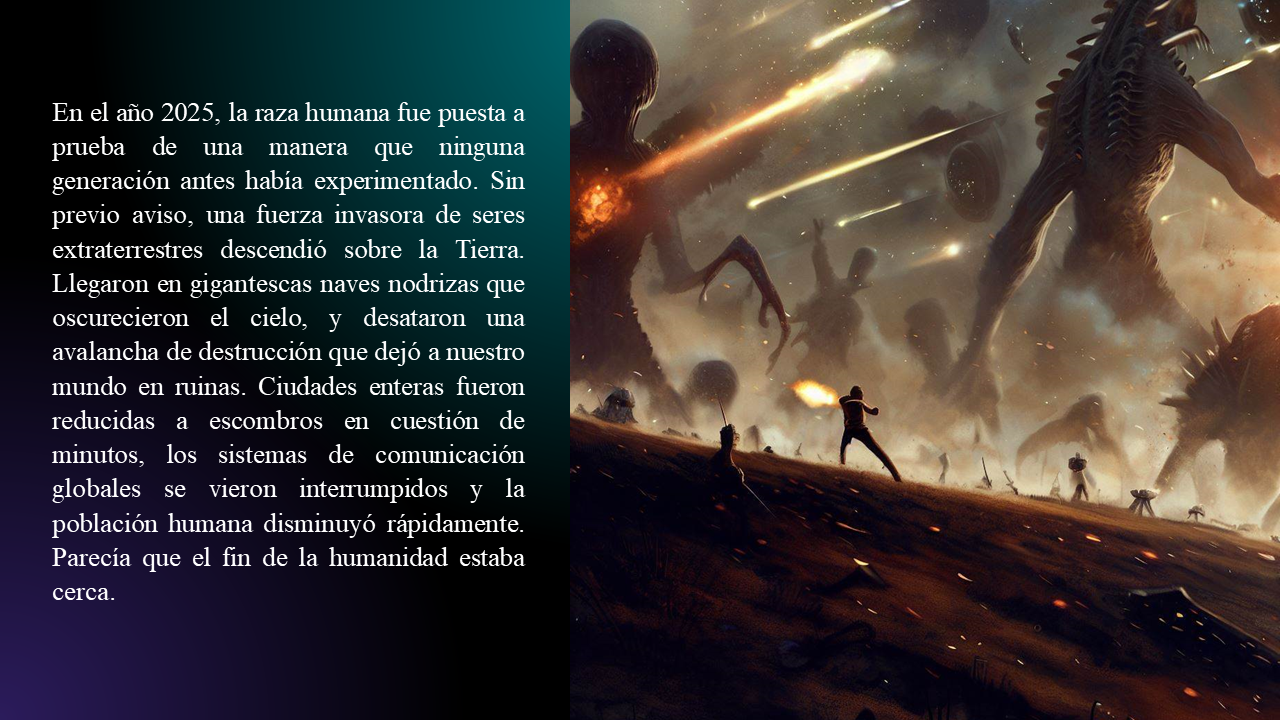 En el año 2025, la raza humana fue puesta a
prueba de una manera que ninguna
generación antes había experimentado. Sin
previo aviso, una fuerza invasora de seres
extraterrestres descendió sobre la Tierra.
Llegaron en gigantescas naves nodrizas que
oscurecieron el cielo, y desataron una
avalancha de destrucción que dejó a nuestro
mundo en ruinas. Ciudades enteras fueron
reducidas a escombros en cuestión de
minutos, los sistemas de comunicación
globales se vieron interrumpidos y la
población humana disminuyó rápidamente.
Parecía que el fin de la humanidad estaba
cerca.